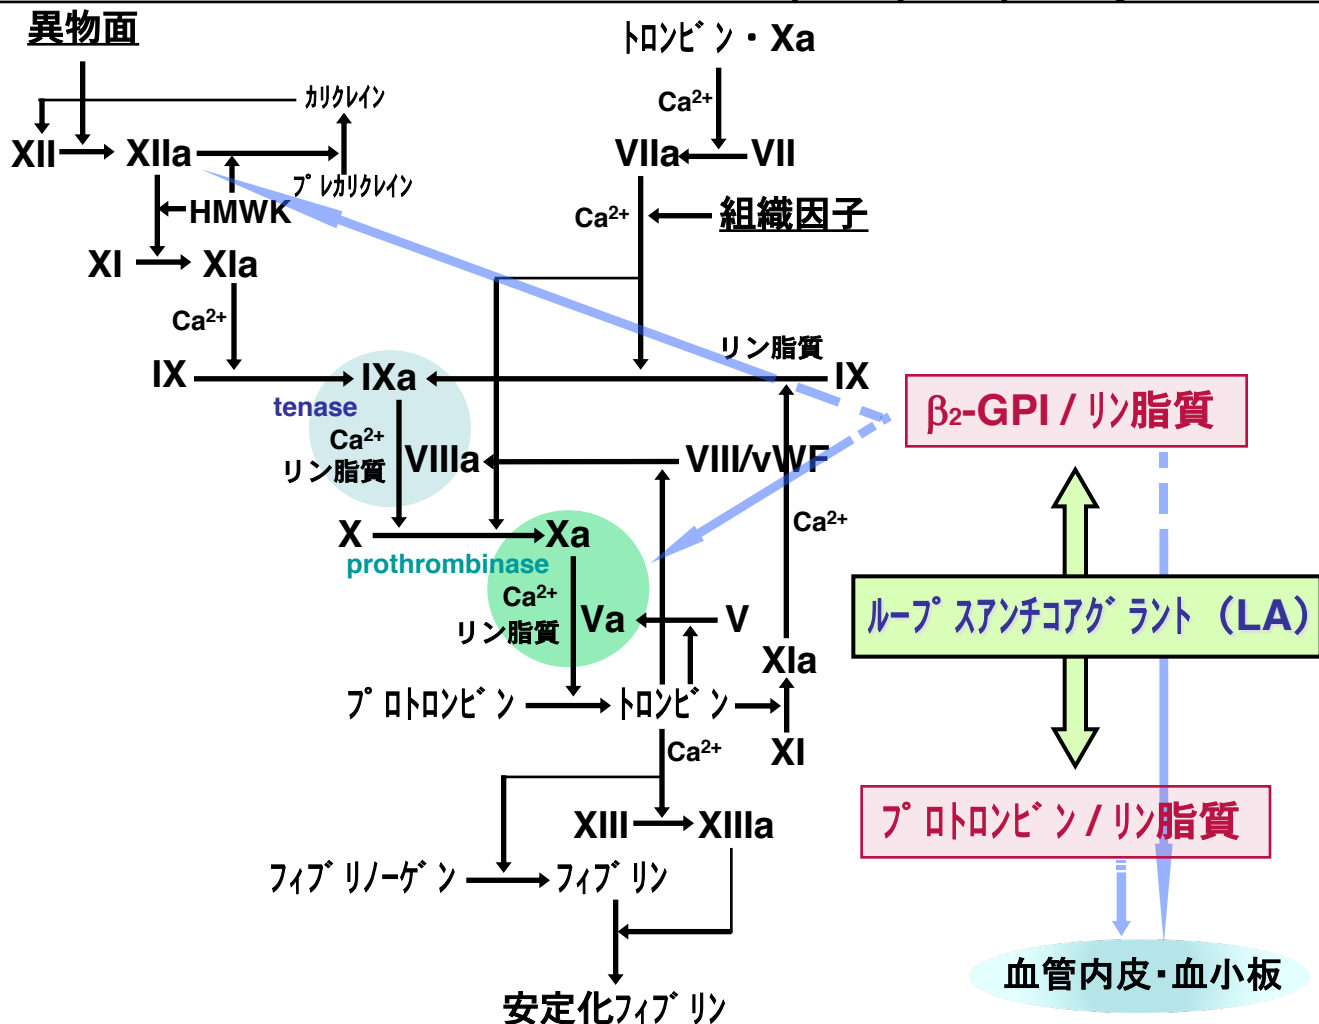 異物面
トロンビン・Xa
カリクレイン
Ca2+
XII
XIIa
VIIa
VII
プレカリクレイン
HMWK
Ca2+
組織因子
XI
XIa
Ca2+
リン脂質
IX
IXa
IX
tenase
β2-GPI / リン脂質
Ca2+
リン脂質
VIIIa
VIII/vWF
X
Xa
Ca2+
prothrombinase
Ca2+
リン脂質
Va
V
ループスアンチコアグラント（LA）
XIa
プロトロンビン
トロンビン
Ca2+
XI
XIII
XIIIa
プロトロンビン / リン脂質
フィブリノーゲン
フィブリン
血管内皮・血小板
安定化フィブリン